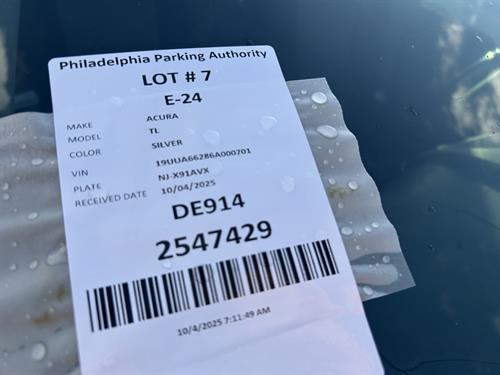 Philadelphia Parking Authority
LOT # 7
E-24
MAKE ACURA
MODEL TL
COLOR SILVER
VIN 19UUA66286A000701
PLATE NJ-X91AVX
RECEIVED DATE 10/04/2025
DE914
2547429
10/4/2025 7:11:49 AM